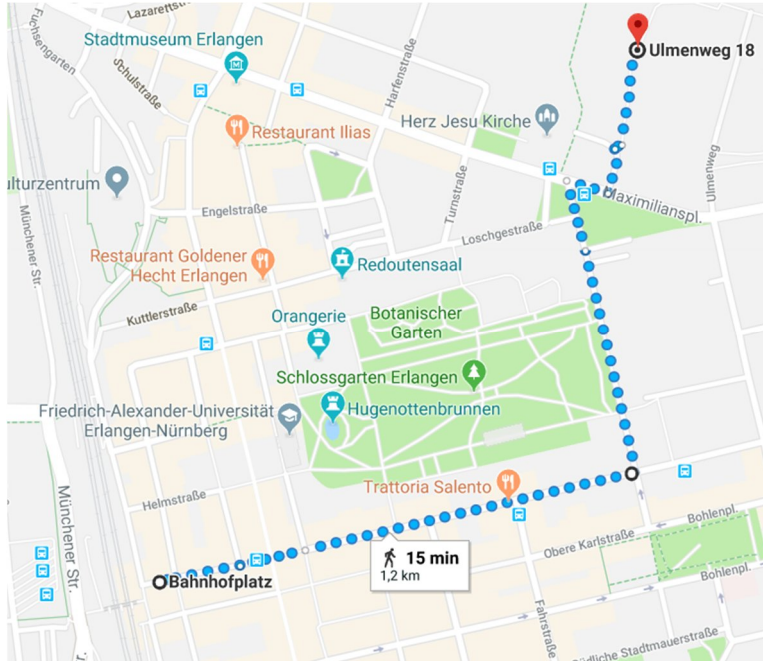 Lazarettstr.
Fuchsengarten
Stadtmuseum Erlangen
Schulstraße
Harfenstraße
Ulmenweg 18
Restaurant Ilias
Herz Jesu Kirche
ulturzentrum
Turnstraße
Ulmenweg
Maximilianspl.
Münchener Str.
Engelstraße
Loschgestraße
Restaurant Goldener
Hecht Erlangen
Redoutensaal
Kuttlerstraße
Orangerie
Botanischer
Garten
Schlossgarten Erlangen
Friedrich-Alexander-Universität
Erlangen-Nürnberg
Hugenottenbrunnen
Trattoria Salento
Helmstraße
Münchener Str.
Bohlenpl.
Obere Karlstraße
15 min
1,2 km
Bahnhofplatz
Bohlenpl.
Fahrstraße
Südliche Stadtmauerstraße